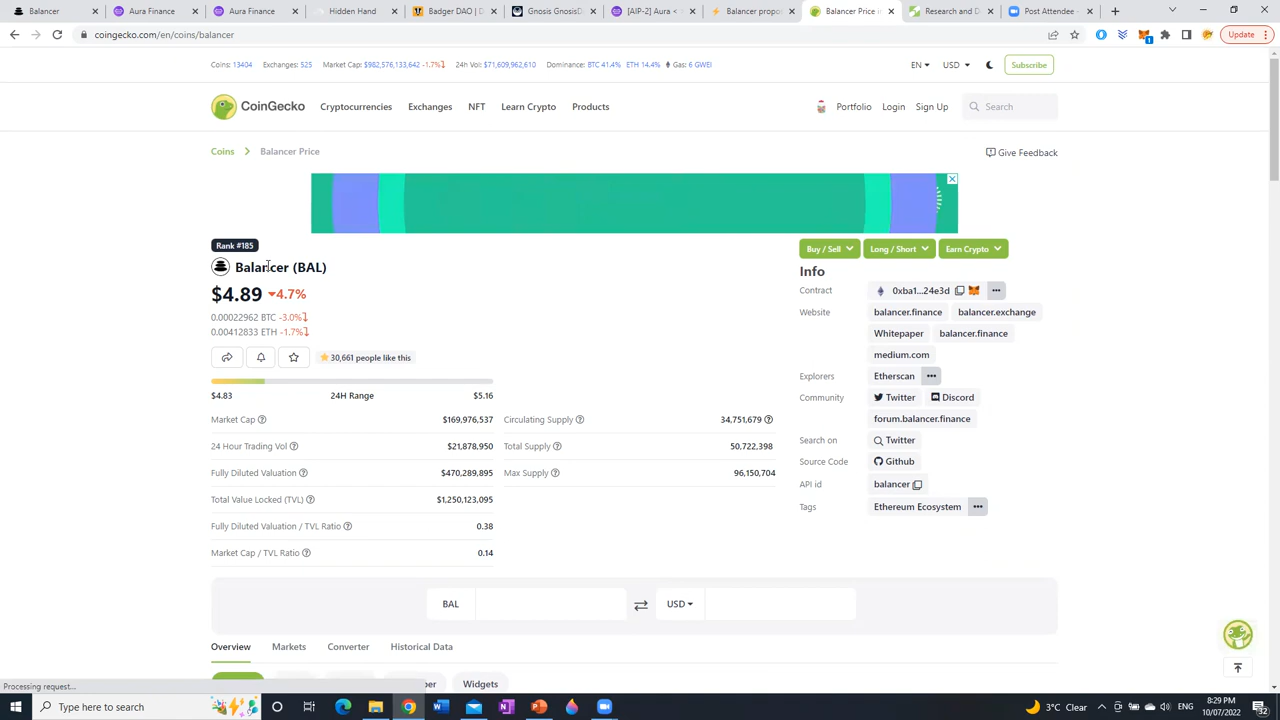 Balancer
Aura Finance
Aura Finance
Hidden Hand
Badger DAO | D
Gnosis GnosisD
[AIP-2] Aura <
Balancer propo
Balancer Price i
Research and D
Post Attendee -
coingecko.com/en/coins/balancer
Update
Coins: 13404 Exchanges: 525 Market Cap: $982,576,133,642 -1.7% 24h Vol: $71,609,962,610 Dominance: BTC 41.4% ETH 14.4% Gas: 6 GWEI
EN USD Subscribe
CoinGecko Cryptocurrencies Exchanges NFT Learn Crypto Products Portfolio Login Sign Up Search
Coins Balancer Price Give Feedback
Rank #185
Balancer (BAL)
$4.89 4.7%
0.00022962 BTC -3.0%
0.00412833 ETH -1.7%
30,661 people like this
$4.83 24H Range $5.16
Market Cap $169,976,537
24 Hour Trading Vol $21,878,950
Fully Diluted Valuation $470,289,895
Total Value Locked (TVL) $1,250,123,095
Fully Diluted Valuation / TVL Ratio 0.38
Market Cap / TVL Ratio 0.14
Circulating Supply 34,751,679
Total Supply 50,722,398
Max Supply 96,150,704
Buy / Sell Long / Short Earn Crypto
Info
Contract 0xba1...24e3d
Website balancer.finance balancer.exchange
Whitepaper balancer.finance
medium.com
Explorers Etherscan
Community Twitter Discord
forum.balancer.finance
Search on Twitter
Source Code Github
API id balancer
Tags Ethereum Ecosystem
BAL USD
Overview Markets Converter Historical Data
per Widgets
Processing request...
Type here to search
3°C Clear ENG
8:29 PM
10/07/2022